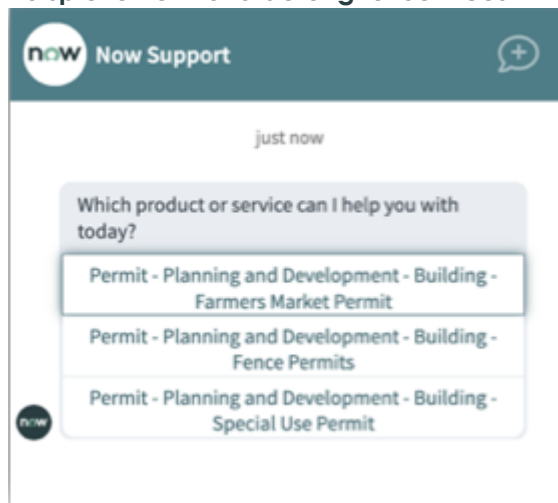 now Now Support
just now
Which product or service can I help you with
today?
Permit - Planning and Development - Building -
Farmers Market Permit
Permit - Planning and Development - Building -
Fence Permits
Permit - Planning and Development - Building -
Special Use Permit
now